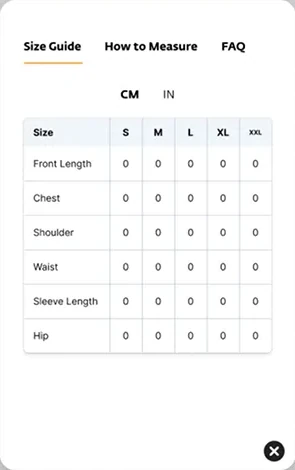 Size Guide How to Measure FAQ
CM IN
Size S M L XL XXL
Front Length 0 0 0 0 0
Chest 0 0 0 0 0
Shoulder 0 0 0 0 0
Waist 0 0 0 0 0
Sleeve Length 0 0 0 0 0
Hip 0 0 0 0 0